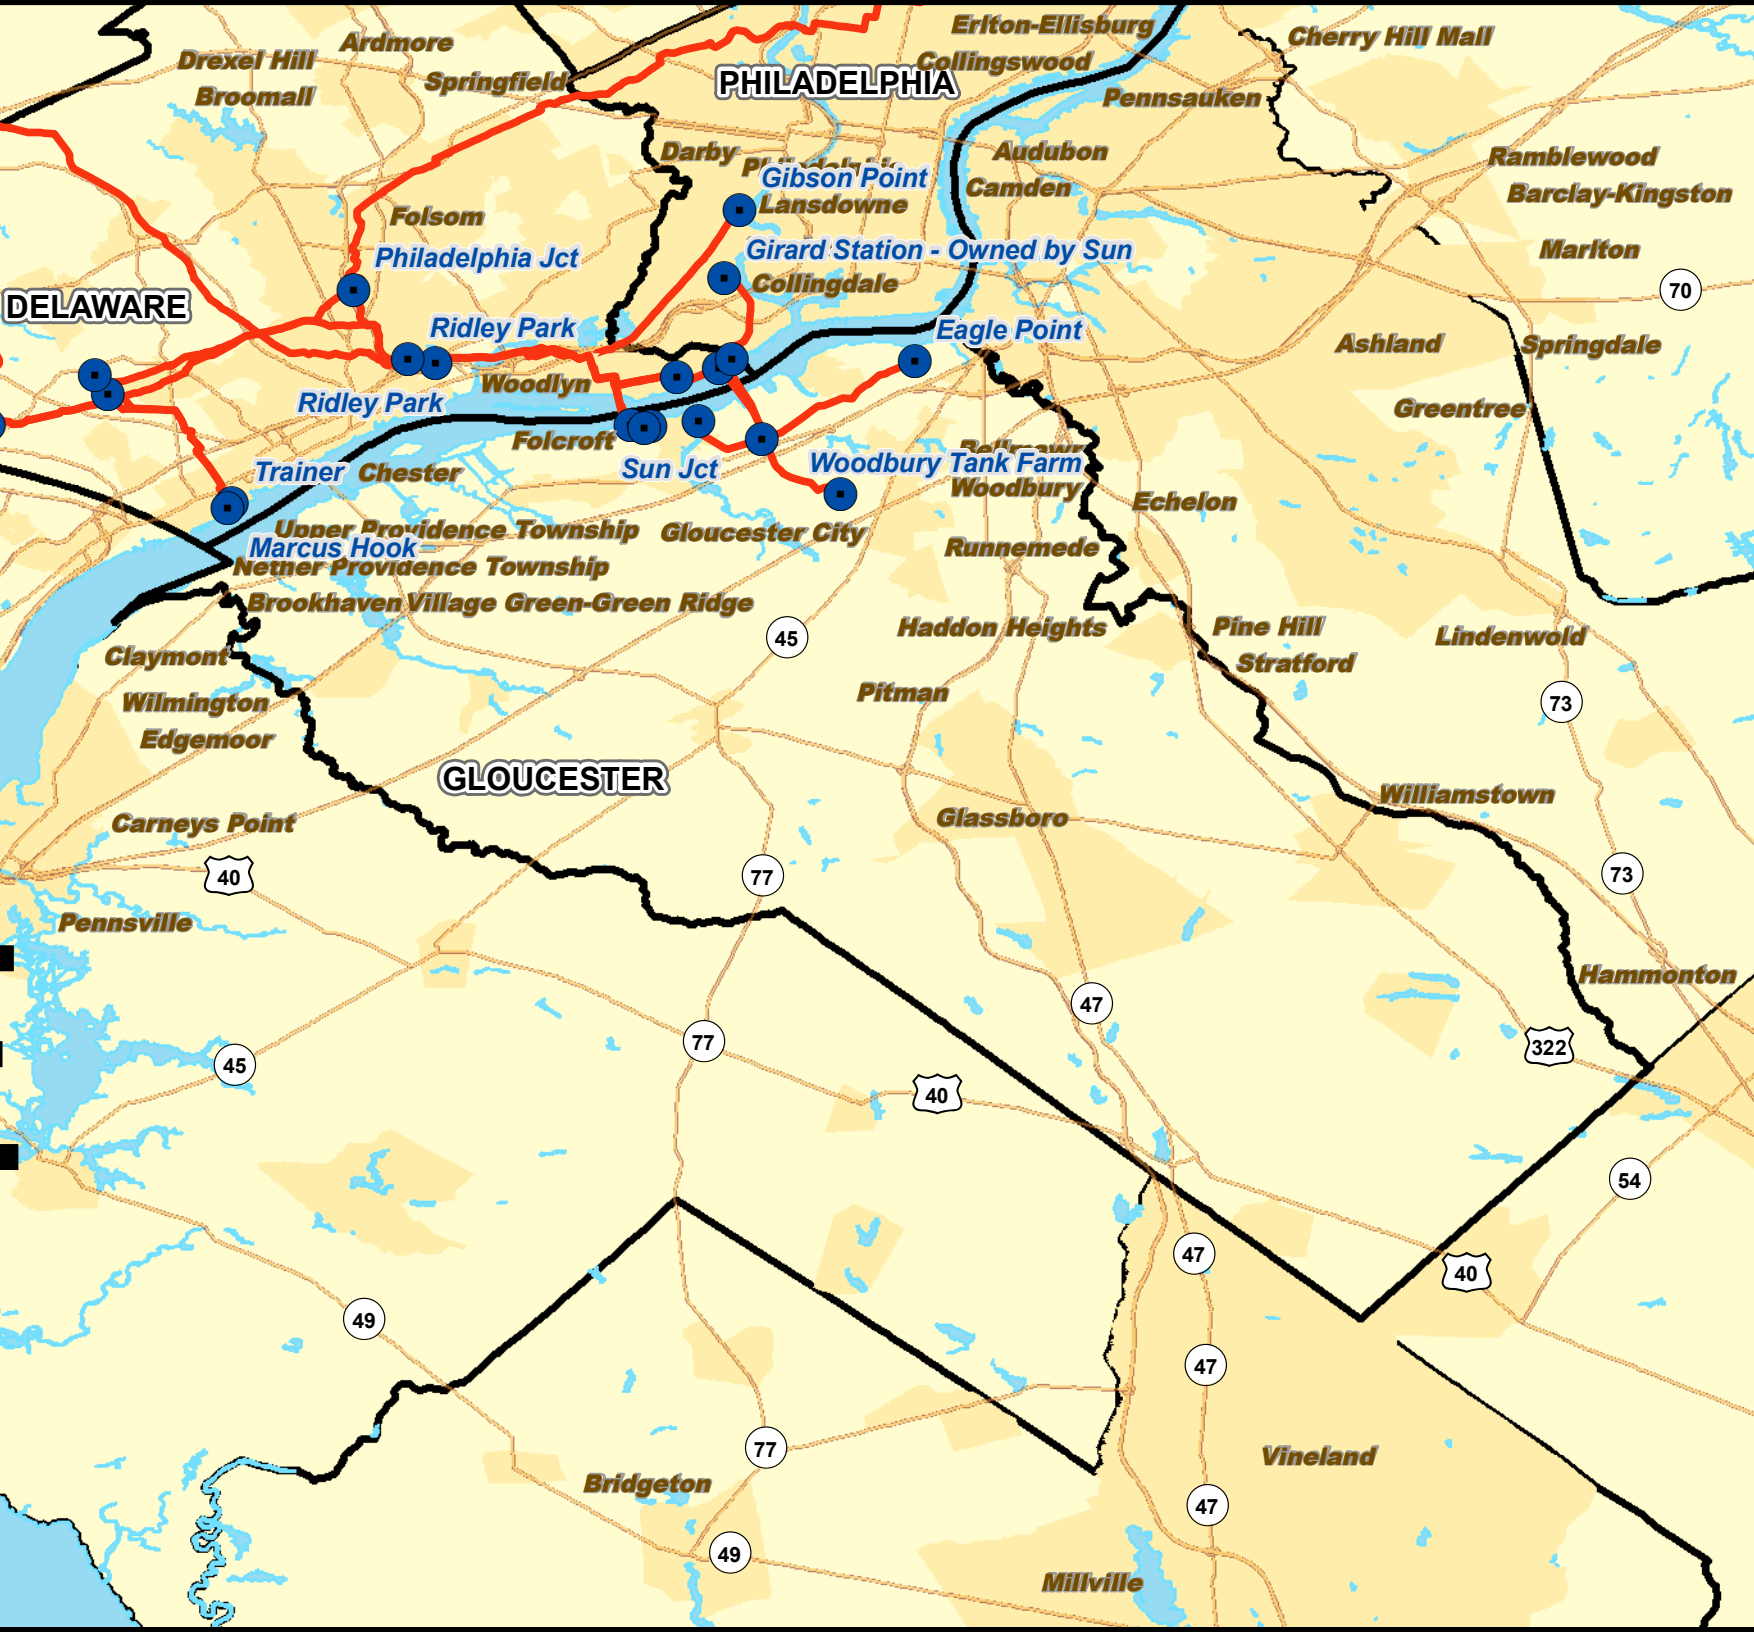 Erlton-Ellisburg
Cherry Hill Mall
Ardmore
Drexel Hill
Collingswood
Springfield
PHILADELPHIA
Broomall
Pennsauken
Darby
Audubon
Ramblewood
Philadelphia
Gibson Point
Camden
Barclay-Kingston
Lansdowne
Folsom
Marlton
Girard Station - Owned by Sun
Philadelphia Jct
Collingdale
70
DELAWARE
Ridley Park
Eagle Point
Ashland
Springdale
Woodlyn
Ridley Park
Greentree
Folcroft
Bellmawr
Trainer
Chester
Sun Jct
Woodbury Tank Farm
Woodbury
Echelon
Upper Providence Township
Gloucester City
Marcus Hook
Runnemede
Nether Providence Township
Brookhaven
Village Green-Green Ridge
45
Haddon Heights
Pine Hill
Lindenwold
Claymont
Stratford
Pitman
Wilmington
73
Edgemoor
GLOUCESTER
Williamstown
Carneys Point
Glassboro
40
77
73
Pennsville
Hammonton
47
77
322
45
40
54
47
40
49
47
77
Vineland
Bridgeton
47
49
Millville